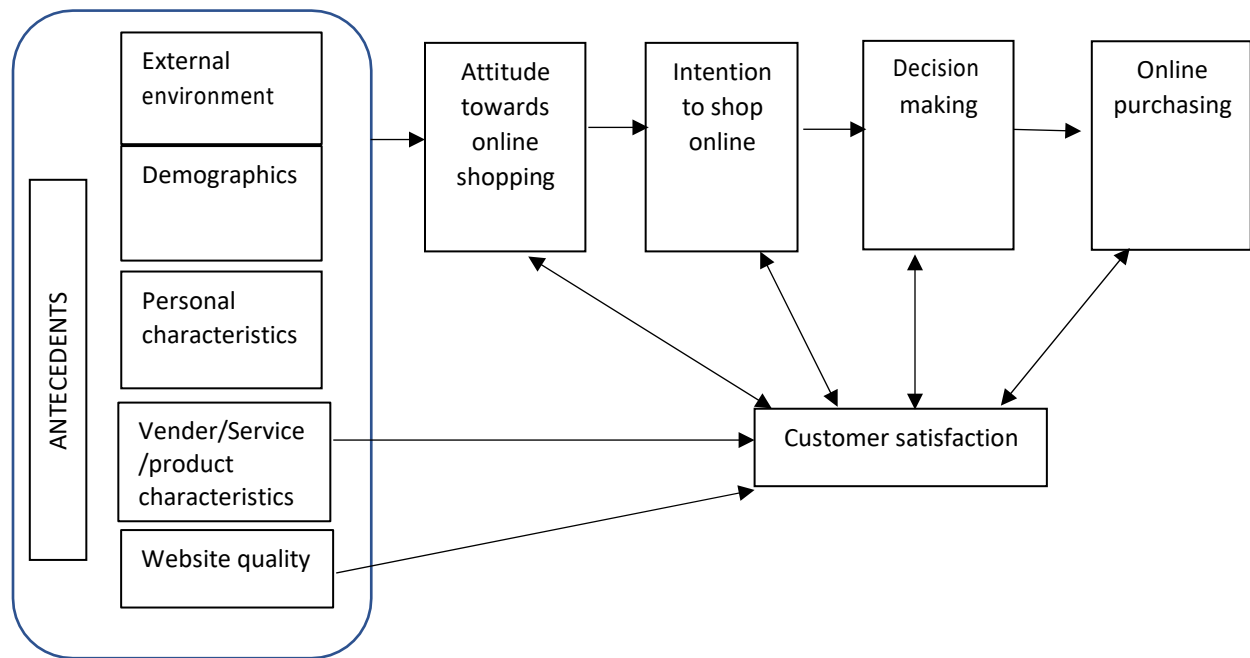 ANTECEDENTS
External
environment
Demographics
Personal
characteristics
Vender/Service
/product
characteristics
Website quality
Attitude
towards
online
shopping
Intention
to shop
online
Decision
making
Online
purchasing
Customer satisfaction